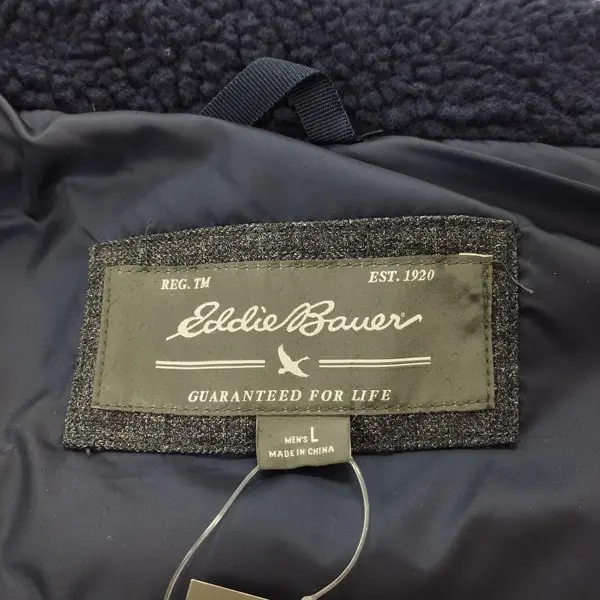 REG. TM EST. 1920
Eddie Bauer
GUARANTEED FOR LIFE
MEN'S L
MADE IN CHINA